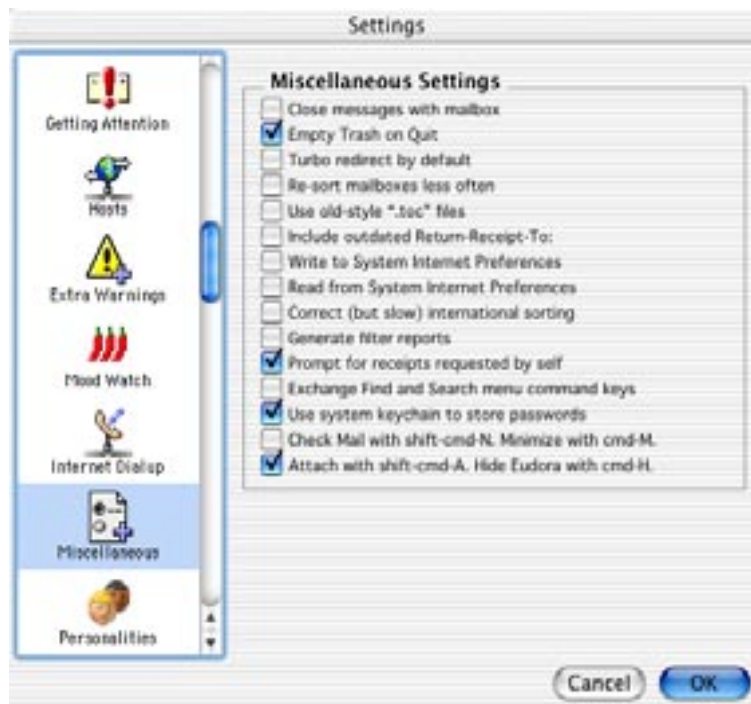 Settings
Getting Attention
Hosts
Extra Warnings
Mood Watch
Internet Dialup
Miscellaneous
Personalities
Miscellaneous Settings
Close messages with mailbox
Empty Trash on Quit
Turbo redirect by default
Re-sort mailboxes less often
Use old-style ".toc" files
Include outdated Return-Receipt-To:
Write to System Internet Preferences
Read from System Internet Preferences
Correct (but slow) international sorting
Generate filter reports
Prompt for receipts requested by self
Exchange Find and Search menu command keys
Use system keychain to store passwords
Check Mail with shift-cmd-N. Minimize with cmd-M.
Attach with shift-cmd-A. Hide Eudora with cmd-H.
Cancel
OK